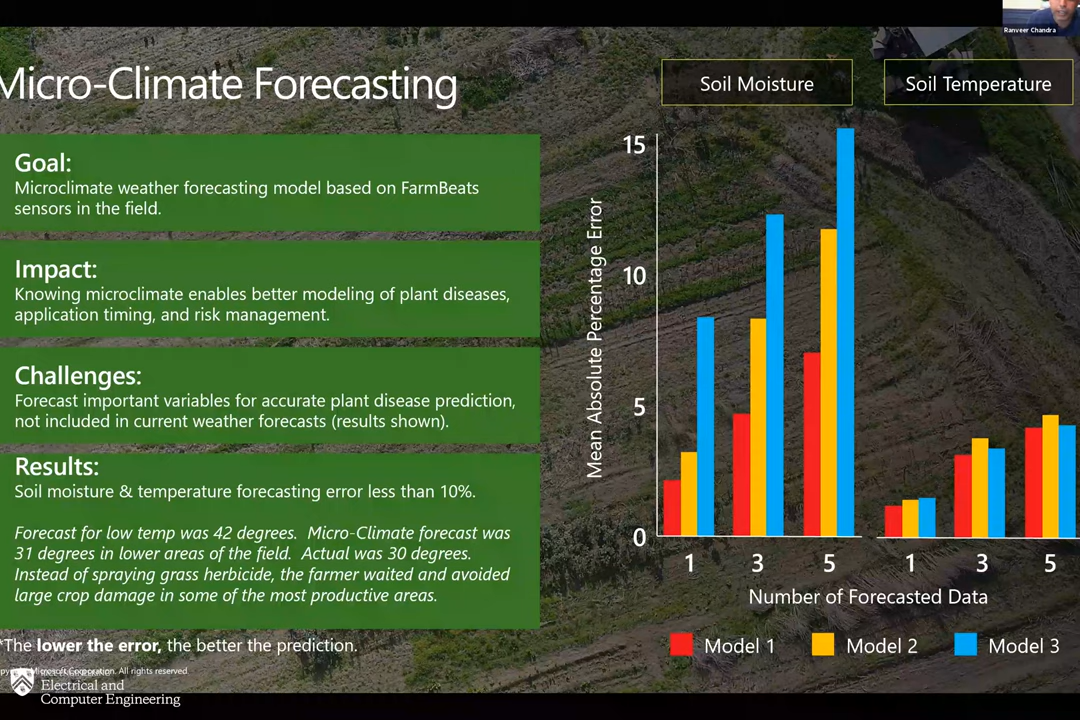 Ranveer Chandra
Micro-Climate Forecasting
Goal:
Microclimate weather forecasting model based on FarmBeats
sensors in the field.
Impact:
Knowing microclimate enables better modeling of plant diseases,
application timing, and risk management.
Challenges:
Forecast important variables for accurate plant disease prediction,
not included in current weather forecasts (results shown).
Results:
Soil moisture & temperature forecasting error less than 10%.
Forecast for low temp was 42 degrees. Micro-Climate forecast was
31 degrees in lower areas of the field. Actual was 30 degrees.
Instead of spraying grass herbicide, the farmer waited and avoided
large crop damage in some of the most productive areas.
*The lower the error, the better the prediction.
Microsoft Corporation. All rights reserved.
Electrical and
Computer Engineering
Soil Moisture
Soil Temperature
Mean Absolute Percentage Error
15
10
5
0
1 3 5 1 3 5
Number of Forecasted Data
Model 1 Model 2 Model 3